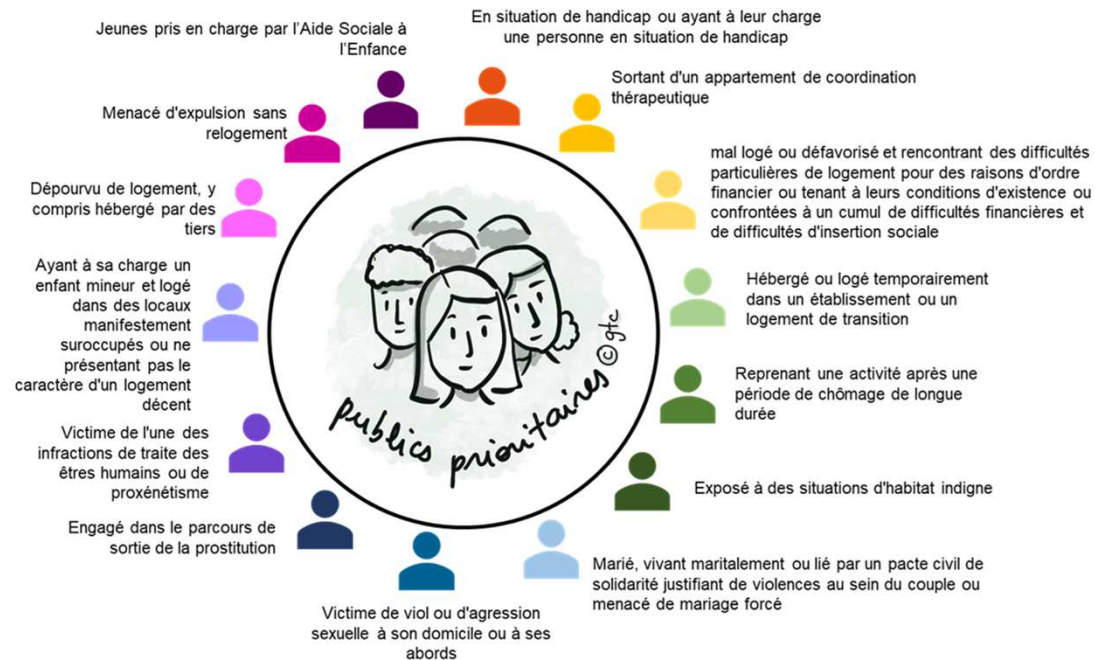 Jeunes pris en charge par l'Aide Sociale à
l'Enfance
En situation de handicap ou ayant à leur charge
une personne en situation de handicap
Sortant d'un appartement de coordination
thérapeutique
mal logé ou défavorisé et rencontrant des difficultés
particulières de logement pour des raisons d'ordre
financier ou tenant à leurs conditions d'existence ou
confrontées à un cumul de difficultés financières et
de difficultés d'insertion sociale
Hébergé ou logé temporairement
dans un établissement ou un
logement de transition
Reprenant une activité après une
période de chômage de longue
durée
Exposé à des situations d'habitat indigne
Marié, vivant maritalement ou lié par un pacte civil de
solidarité justifiant de violences au sein du couple ou
menacé de mariage forcé
Victime de viol ou d'agression
sexuelle à son domicile ou à ses
abords
Engagé dans le parcours de
sortie de la prostitution
Victime de l'une des
infractions de traite des
êtres humains ou de
proxénétisme
Ayant à sa charge un
enfant mineur et logé
dans des locaux
manifestement
suroccupés ou ne
présentant pas le
caractère d'un logement
décent
Dépourvu de logement, y
compris hébergé par des
tiers
Menacé d'expulsion sans
relogement
publics prioritaires ©gtc